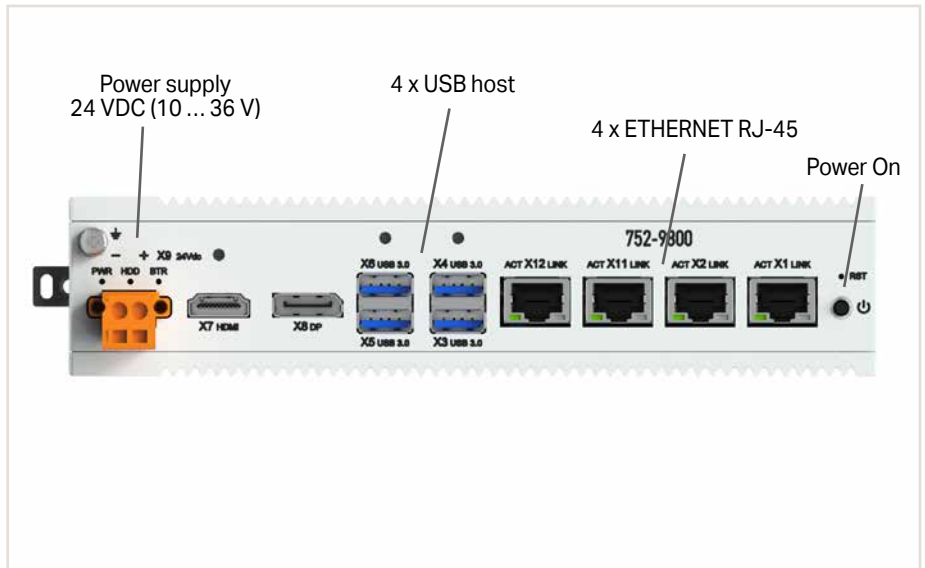 Power supply
24 VDC (10 ... 36 V)
4 x USB host
4 x ETHERNET RJ-45
Power On
752-9800
− + X9 24Vdc
PWR HDD BTR
X7 HDMI
X8 DP
X6 USB 3.0
X4 USB 3.0
X5 USB 3.0
X3 USB 3.0
ACT X12 LINK
ACT X11 LINK
ACT X2 LINK
ACT X1 LINK
RST